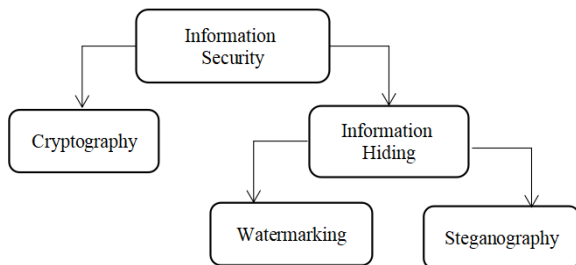 Information
Security
Cryptography
Information
Hiding
Watermarking
Steganography